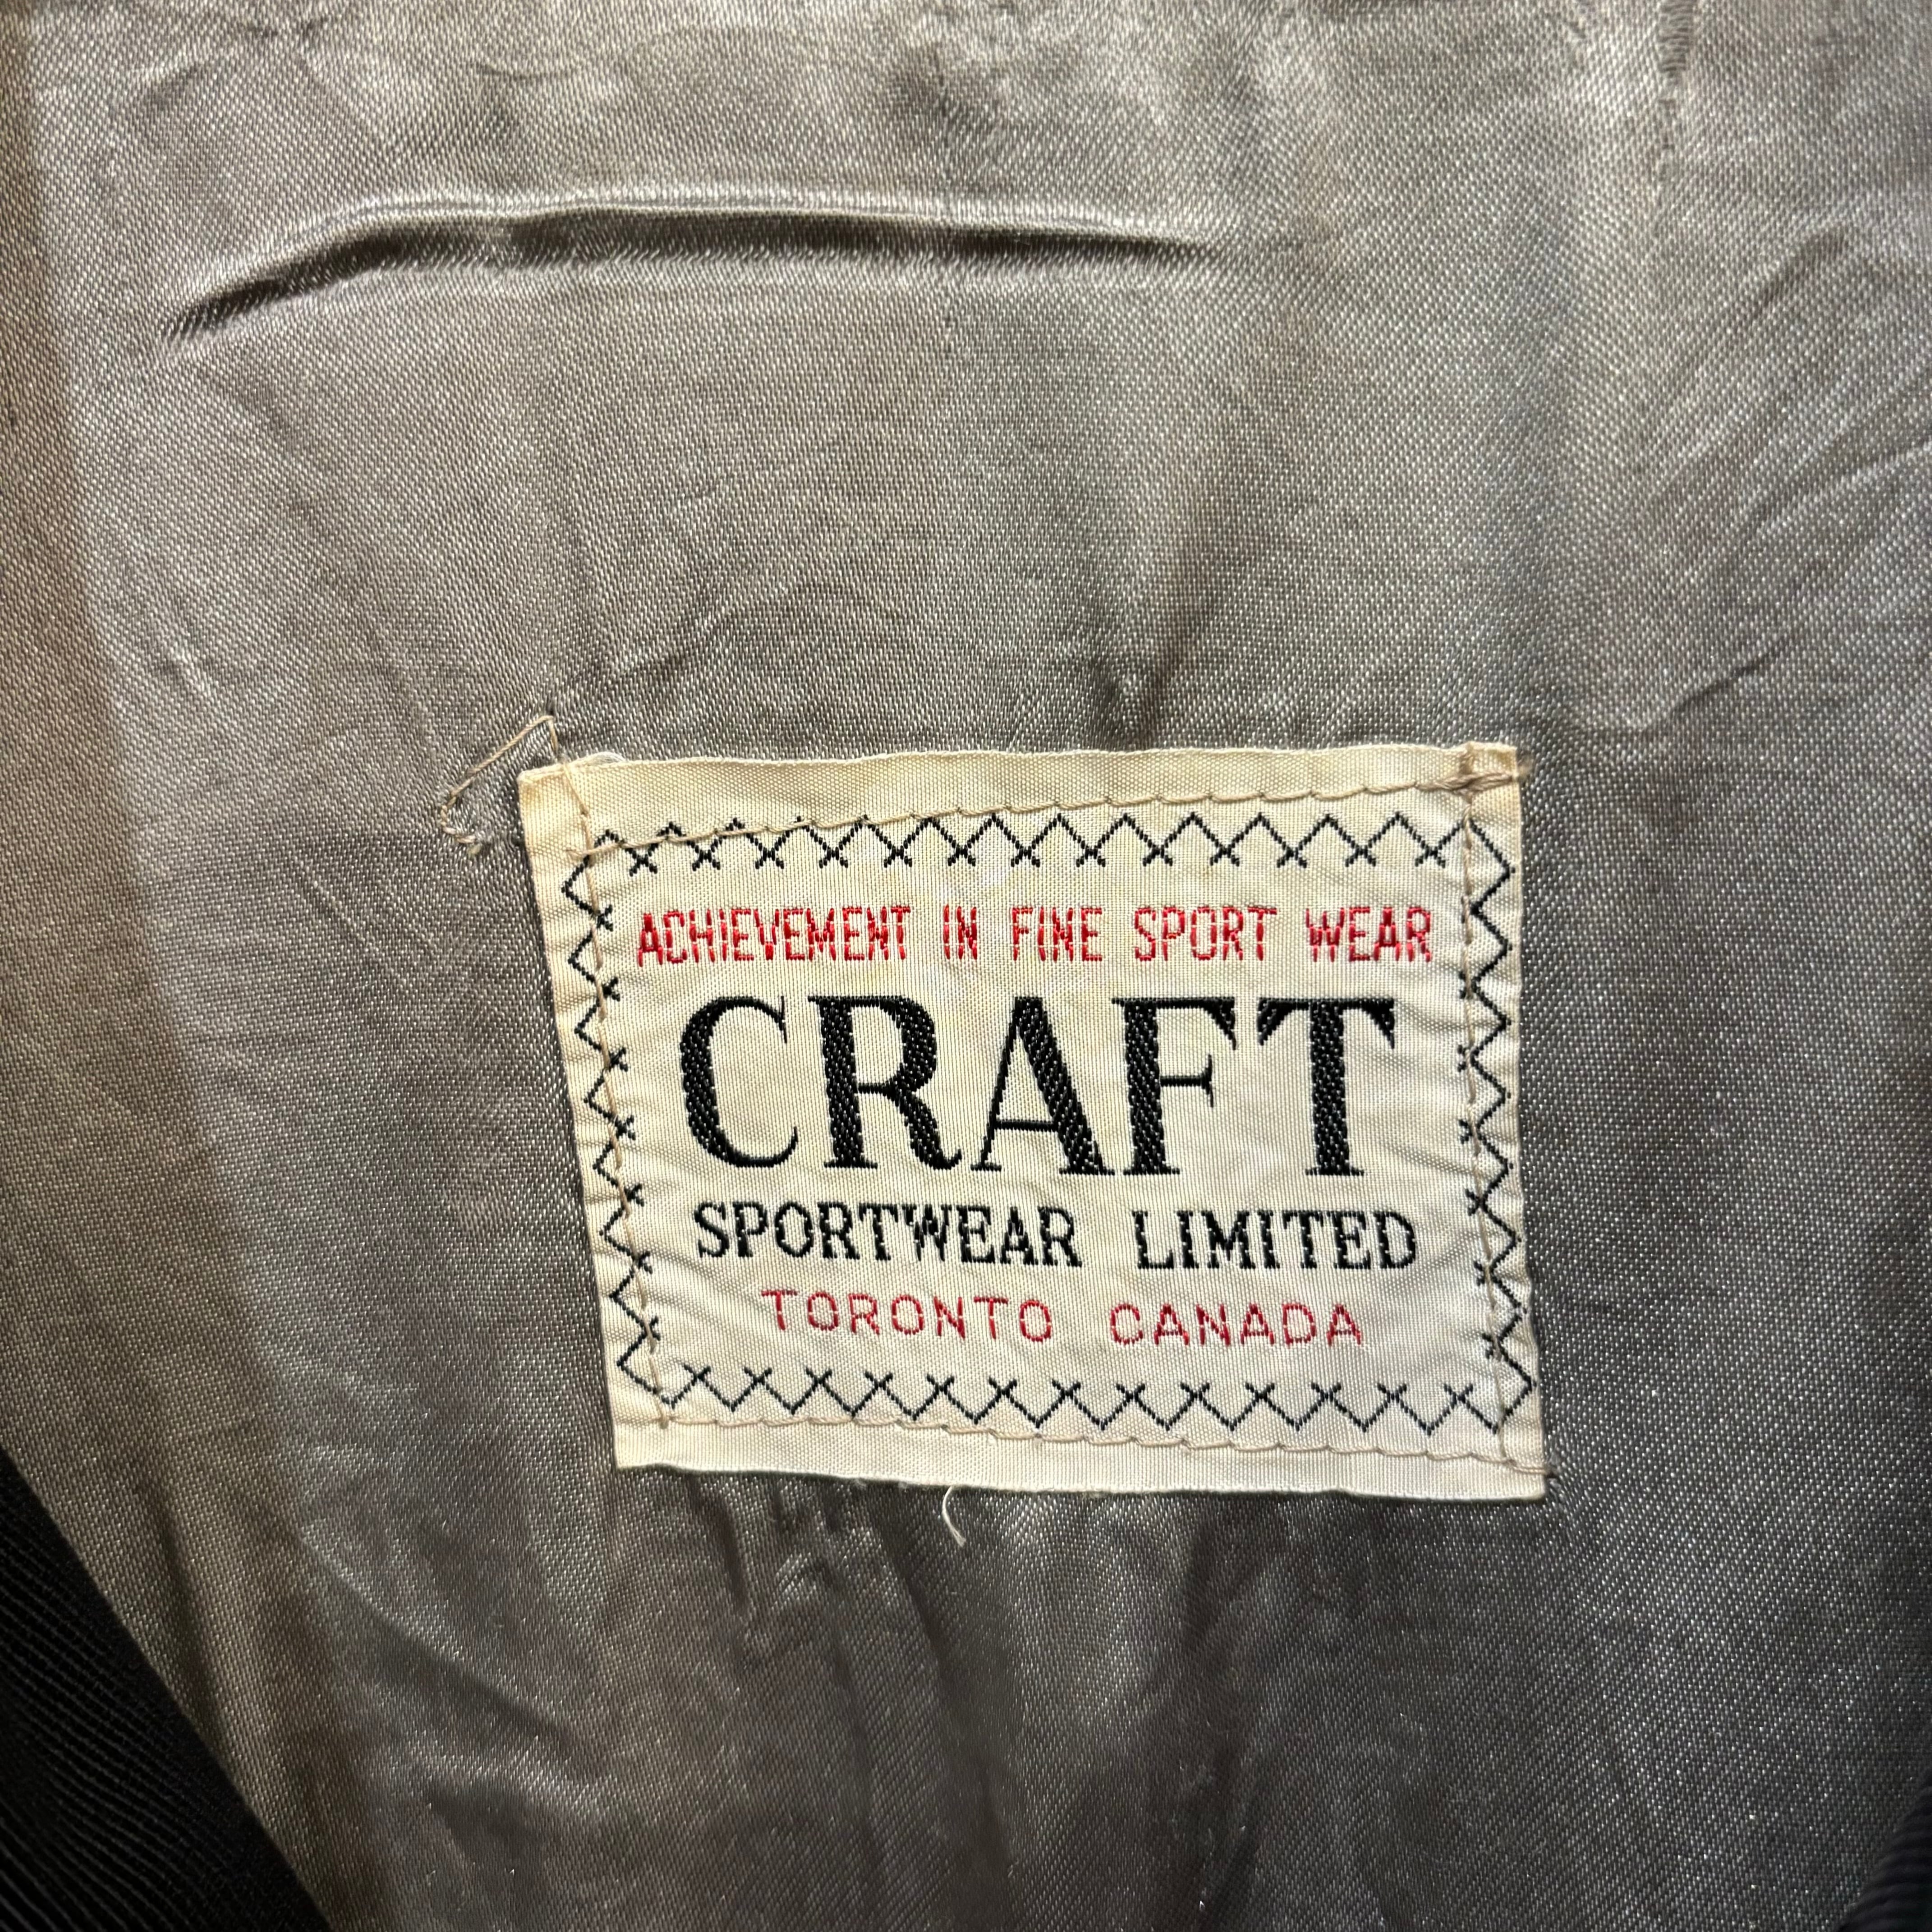 ACHIEVEMENT IN FINE SPORT WEAR
CRAFT
SPORTWEAR LIMITED
TORONTO CANADA